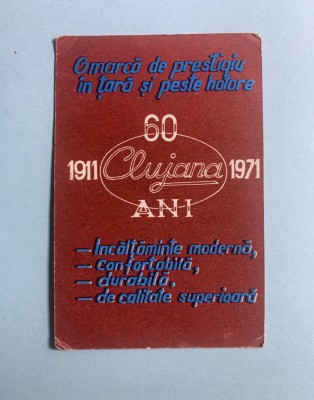 O marcă de prestigiu
în țară și peste hotare
60
1911 Clujana 1971
ANI
– Încălțăminte modernă,
– confortabilă,
– durabilă,
– de calitate superioară